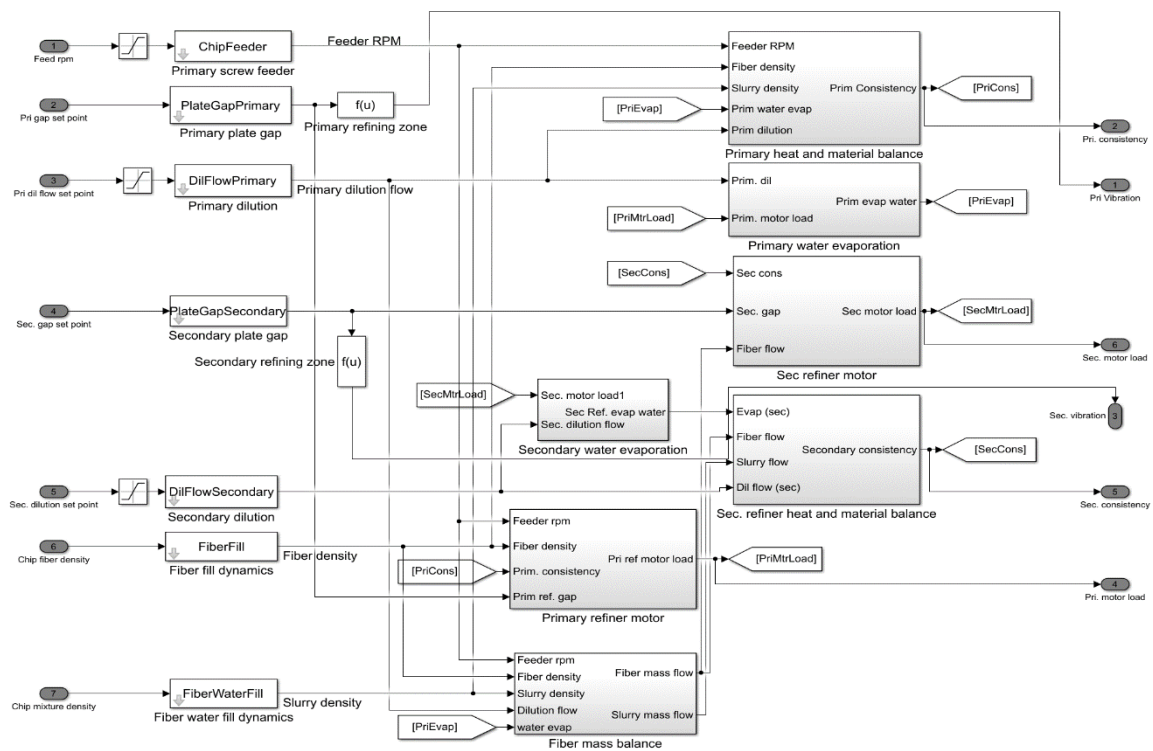 1
Feed rpm
ChipFeeder
Primary screw feeder
Feeder RPM
2
Pri gap set point
PlateGapPrimary
Primary plate gap
f(u)
Primary refining zone
3
Pri dil flow set point
DilFlowPrimary
Primary dilution
Primary dilution flow
Feeder RPM
Fiber density
Slurry density
Prim water evap
Prim dilution
Prim Consistency
Primary heat and material balance
[PriEvap]
[PriCons]
2
Pri. consistency
1
Pri Vibration
Prim. dil
Prim. motor load
Prim evap water
Primary water evaporation
[PriMtrLoad]
[PriEvap]
4
Sec. gap set point
PlateGapSecondary
Secondary plate gap
Secondary refining zone
f(u)
[SecCons]
Sec cons
Sec. gap
Fiber flow
Sec motor load
Sec refiner motor
[SecMtrLoad]
6
Sec. motor load
[SecMtrLoad]
Sec. motor load1
Sec Ref. evap water
Sec. dilution flow
Secondary water evaporation
Evap (sec)
Fiber flow
Slurry flow
Dil flow (sec)
Secondary consistency
Sec. refiner heat and material balance
Sec. vibration
3
[SecCons]
5
Sec. consistency
5
Sec. dilution set point
DilFlowSecondary
Secondary dilution
6
Chip fiber density
FiberFill
Fiber fill dynamics
Fiber density
[PriCons]
Feeder rpm
Fiber density
Prim. consistency
Prim ref. gap
Pri ref motor load
Primary refiner motor
[PriMtrLoad]
4
Pri. motor load
7
Chip mixture density
FiberWaterFill
Fiber water fill dynamics
Slurry density
[PriEvap]
Feeder rpm
Fiber density
Slurry density
Dilution flow
water evap
Fiber mass flow
Slurry mass flow
Fiber mass balance